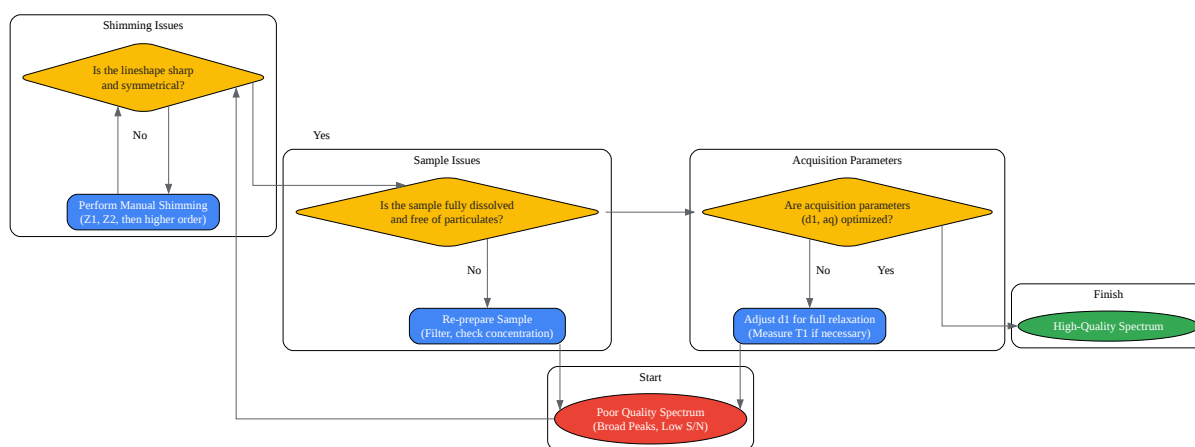 Shimming Issues
Is the lineshape sharp
and symmetrical?
No
Perform Manual Shimming
(Z1, Z2, then higher order)
Yes
Sample Issues
Is the sample fully dissolved
and free of particulates?
No
Re-prepare Sample
(Filter, check concentration)
Acquisition Parameters
Are acquisition parameters
(d1, aq) optimized?
No
Yes
Adjust d1 for full relaxation
(Measure T1 if necessary)
Finish
High-Quality Spectrum
Start
Poor Quality Spectrum
(Broad Peaks, Low S/N)